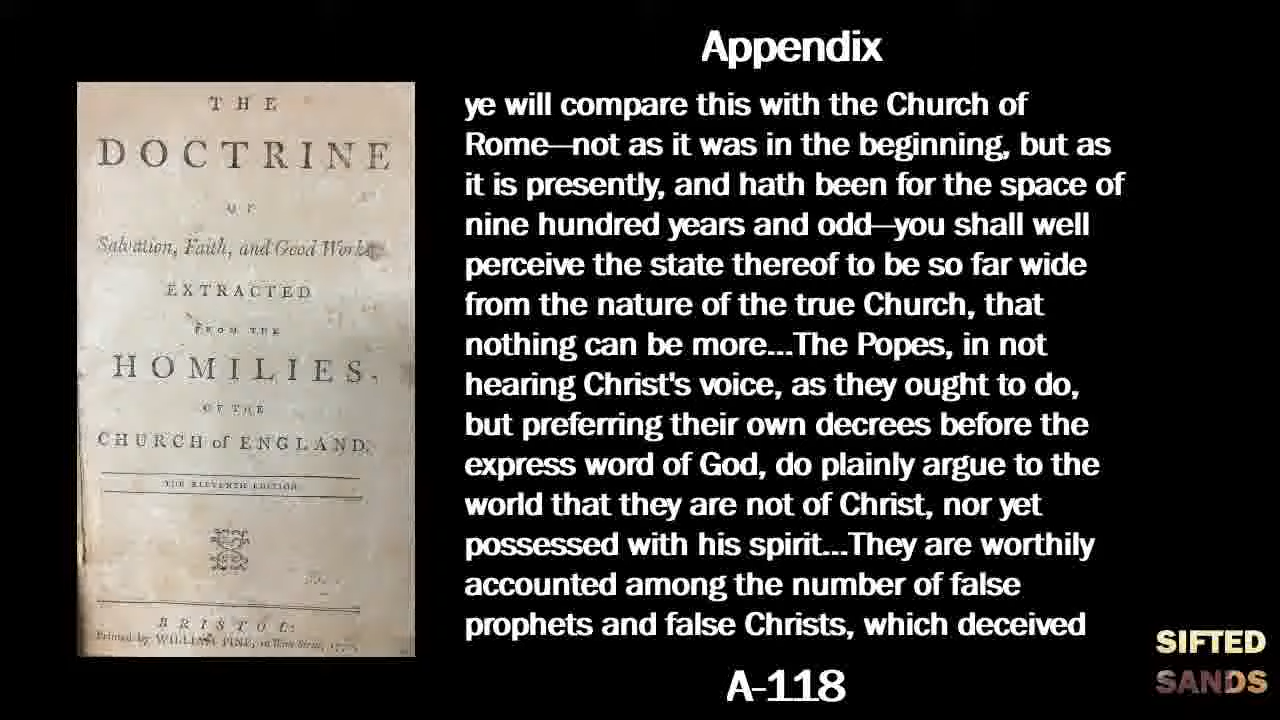 Appendix
THE
DOCTRINE
OF
Salvation, Faith, and Good Works,
EXTRACTED
FROM THE
HOMILIES
OF THE
CHURCH of ENGLAND.
THE ELEVENTH EDITION
BRISTOL:
Printed by WILLIAM PINE, in Wine-Street,
ye will compare this with the Church of
Rome—not as it was in the beginning, but as
it is presently, and hath been for the space of
nine hundred years and odd—you shall well
perceive the state thereof to be so far wide
from the nature of the true Church, that
nothing can be more...The Popes, in not
hearing Christ's voice, as they ought to do,
but preferring their own decrees before the
express word of God, do plainly argue to the
world that they are not of Christ, nor yet
possessed with his spirit...They are worthily
accounted among the number of false
prophets and false Christs, which deceived
A-118
SIFTED
SANDS